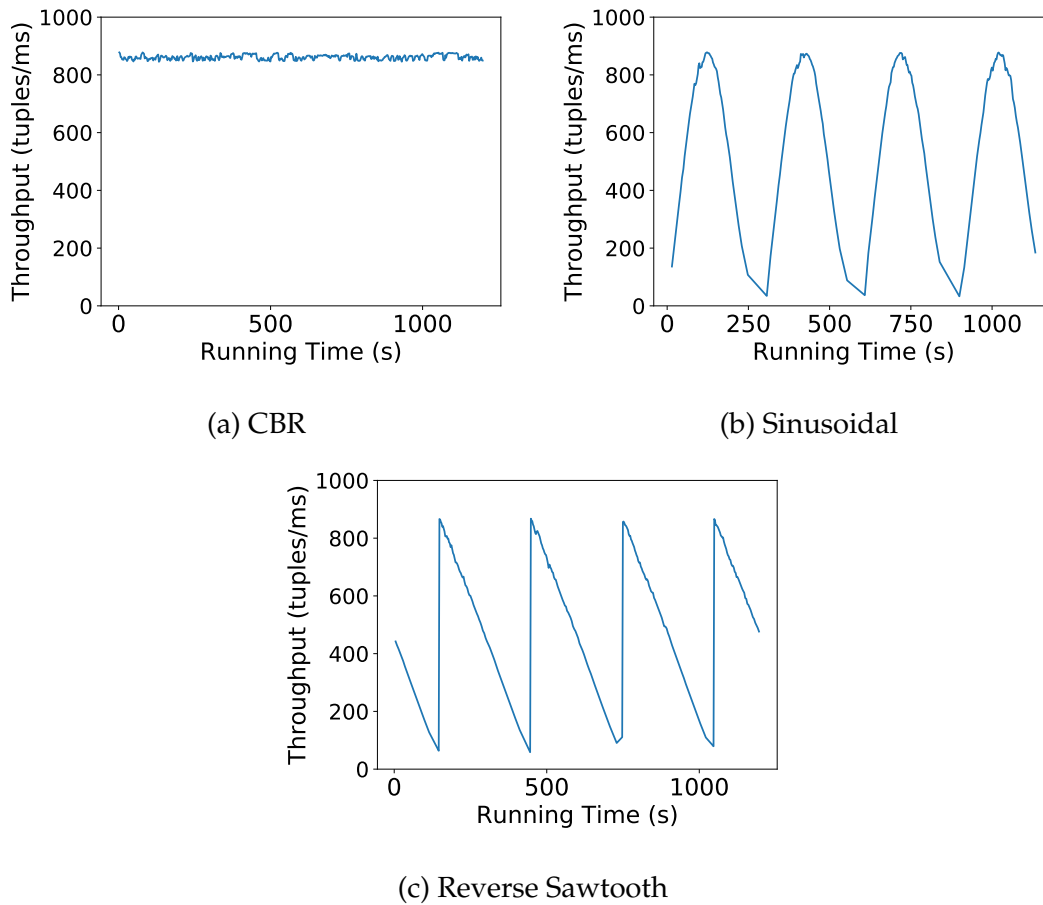 Throughput (tuples/ms)
1000
800
600
400
200
0
0 500 1000
Running Time (s)
(a) CBR
Throughput (tuples/ms)
1000
800
600
400
200
0
0 250 500 750 1000
Running Time (s)
(b) Sinusoidal
Throughput (tuples/ms)
1000
800
600
400
200
0
0 500 1000
Running Time (s)
(c) Reverse Sawtooth